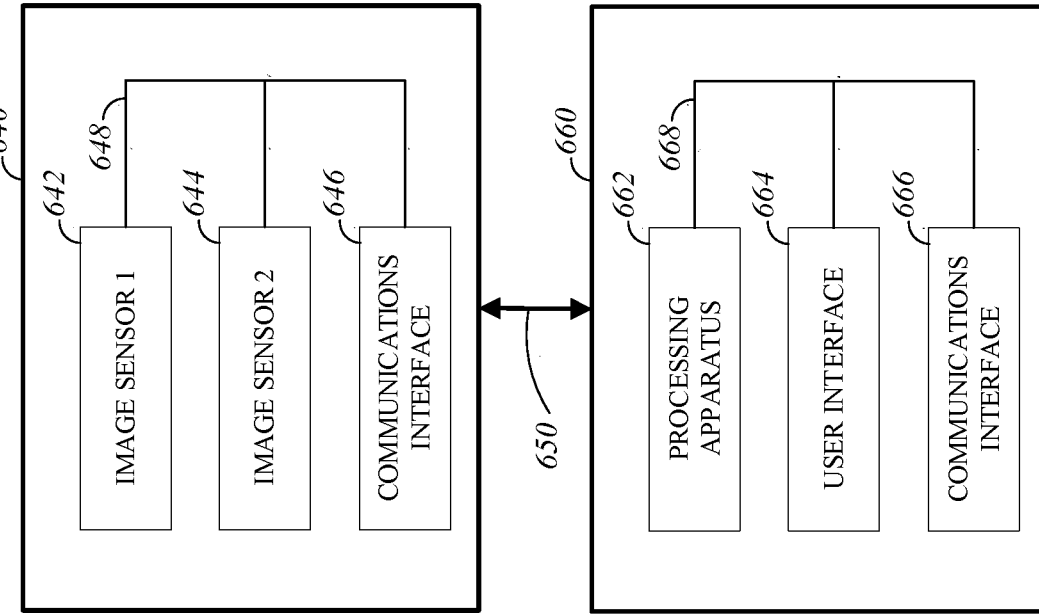 642
IMAGE SENSOR 1
648
644
IMAGE SENSOR 2
646
COMMUNICATIONS
INTERFACE
650
660
662
PROCESSING
APPARATUS
668
664
USER INTERFACE
666
COMMUNICATIONS
INTERFACE